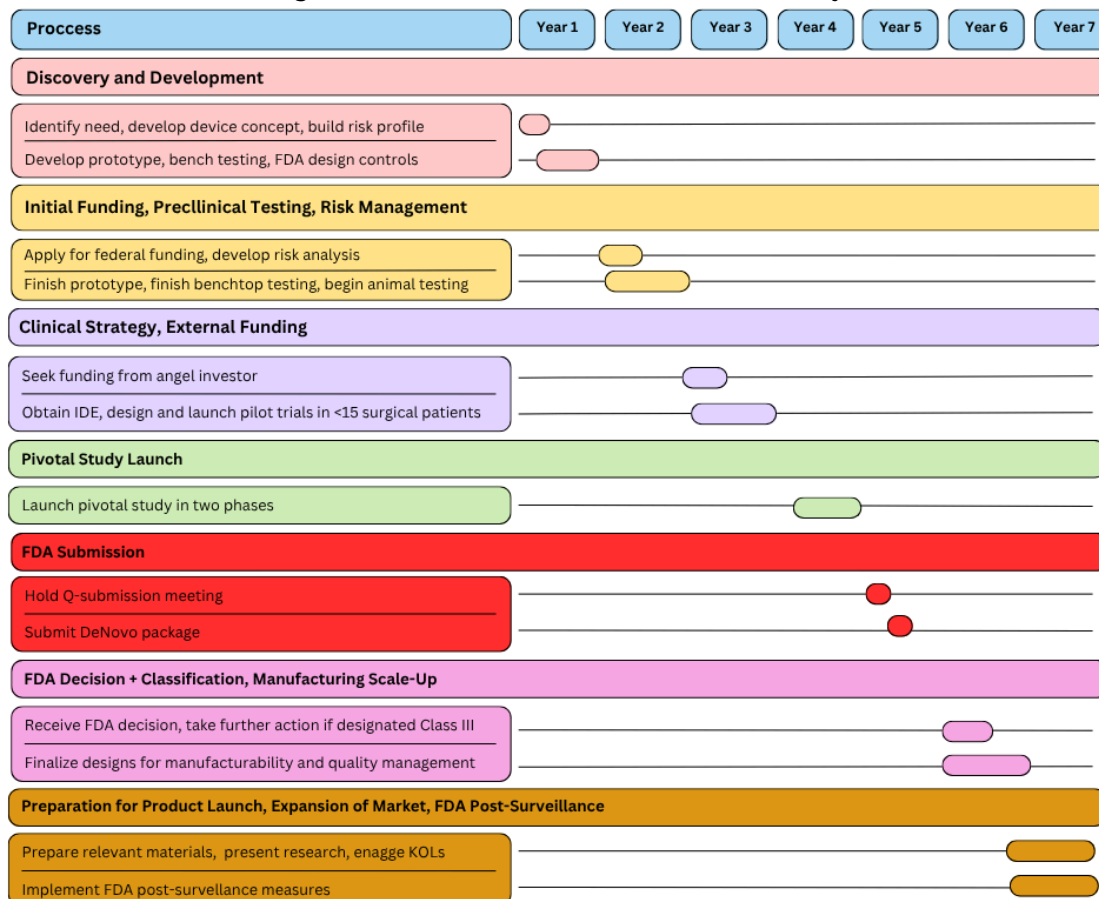 Proccess Year 1 Year 2 Year 3 Year 4 Year 5 Year 6 Year 7
Discovery and Development
Identify need, develop device concept, build risk profile
Develop prototype, bench testing, FDA design controls
Initial Funding, Precllinical Testing, Risk Management
Apply for federal funding, develop risk analysis
Finish prototype, finish benchtop testing, begin animal testing
Clinical Strategy, External Funding
Seek funding from angel investor
Obtain IDE, design and launch pilot trials in <15 surgical patients
Pivotal Study Launch
Launch pivotal study in two phases
FDA Submission
Hold Q-submission meeting
Submit DeNovo package
FDA Decision + Classification, Manufacturing Scale-Up
Receive FDA decision, take further action if designated Class III
Finalize designs for manufacturability and quality management
Preparation for Product Launch, Expansion of Market, FDA Post-Surveillance
Prepare relevant materials, present research, enagge KOLs
Implement FDA post-survellance measures